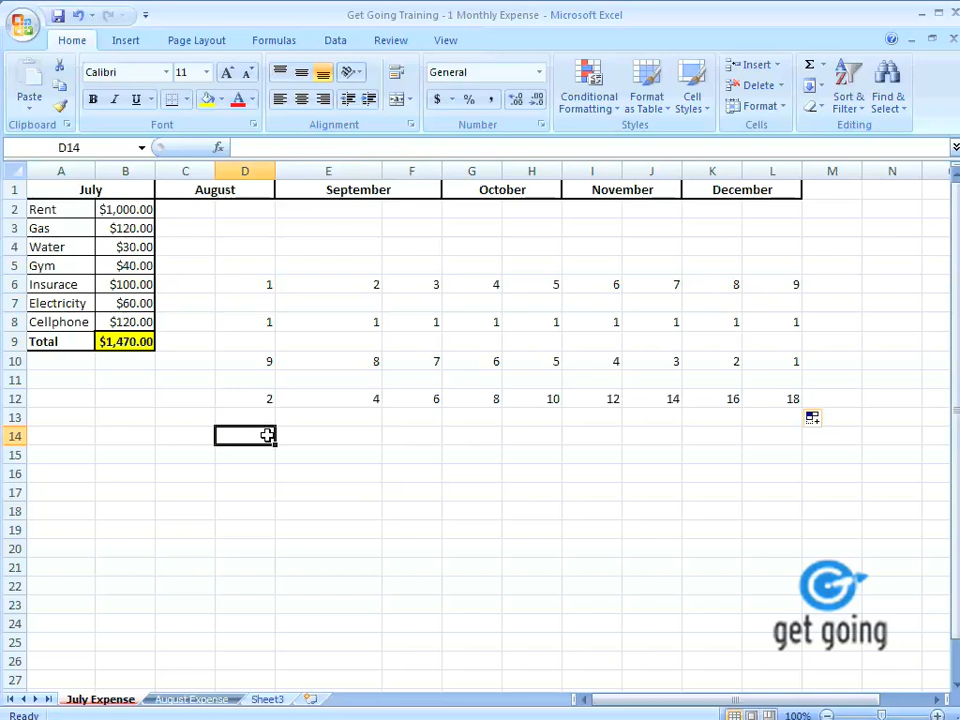 Get Going Training - 1 Monthly Expense - Microsoft Excel
Home Insert Page Layout Formulas Data Review View
Calibri 11 General Insert Σ
Paste Conditional Format Cell Delete Sort & Find &
B I U A $ % , Formatting as Table Styles Format Filter Select
Clipboard Font Alignment Number Styles Cells Editing
D14 fx
A B C D E F G H I J K L M N
1 July August September October November December
2 Rent $1,000.00
3 Gas $120.00
4 Water $30.00
5 Gym $40.00
6 Insurace $100.00 1 2 3 4 5 6 7 8 9
7 Electricity $60.00
8 Cellphone $120.00 1 1 1 1 1 1 1 1 1
9 Total $1,470.00
10 9 8 7 6 5 4 3 2 1
11
12 2 4 6 8 10 12 14 16 18
13
14
15
16
17
18
19
20
21
22
23
24
25
26
27
get going
July Expense August Expense Sheet3
Ready 100%